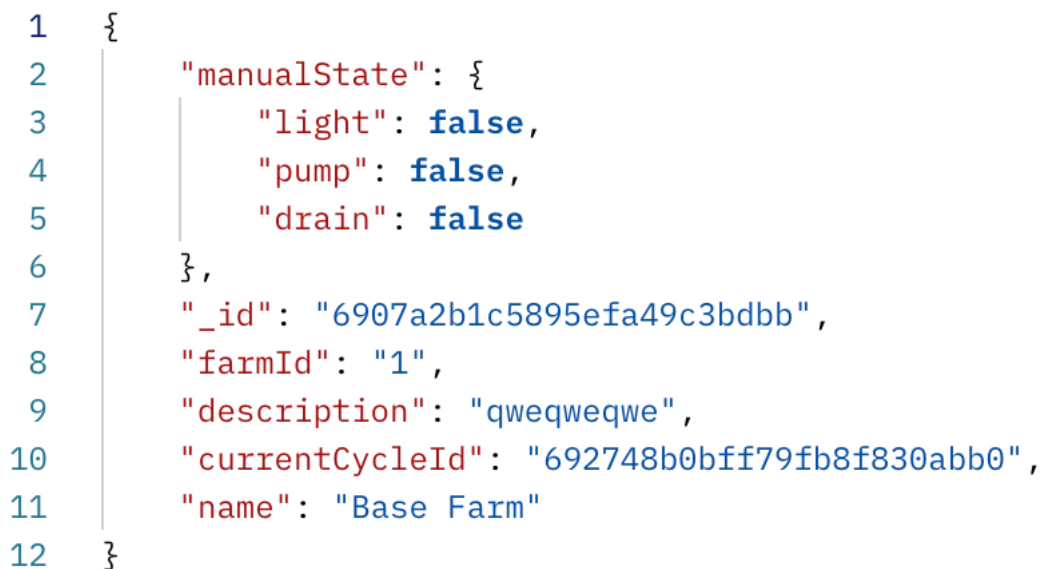 1 {
2 "manualState": {
3 "light": false,
4 "pump": false,
5 "drain": false
6 },
7 "_id": "6907a2b1c5895efa49c3bdbb",
8 "farmId": "1",
9 "description": "qweqweqwe",
10 "currentCycleId": "692748b0bff79fb8f830abb0",
11 "name": "Base Farm"
12 }